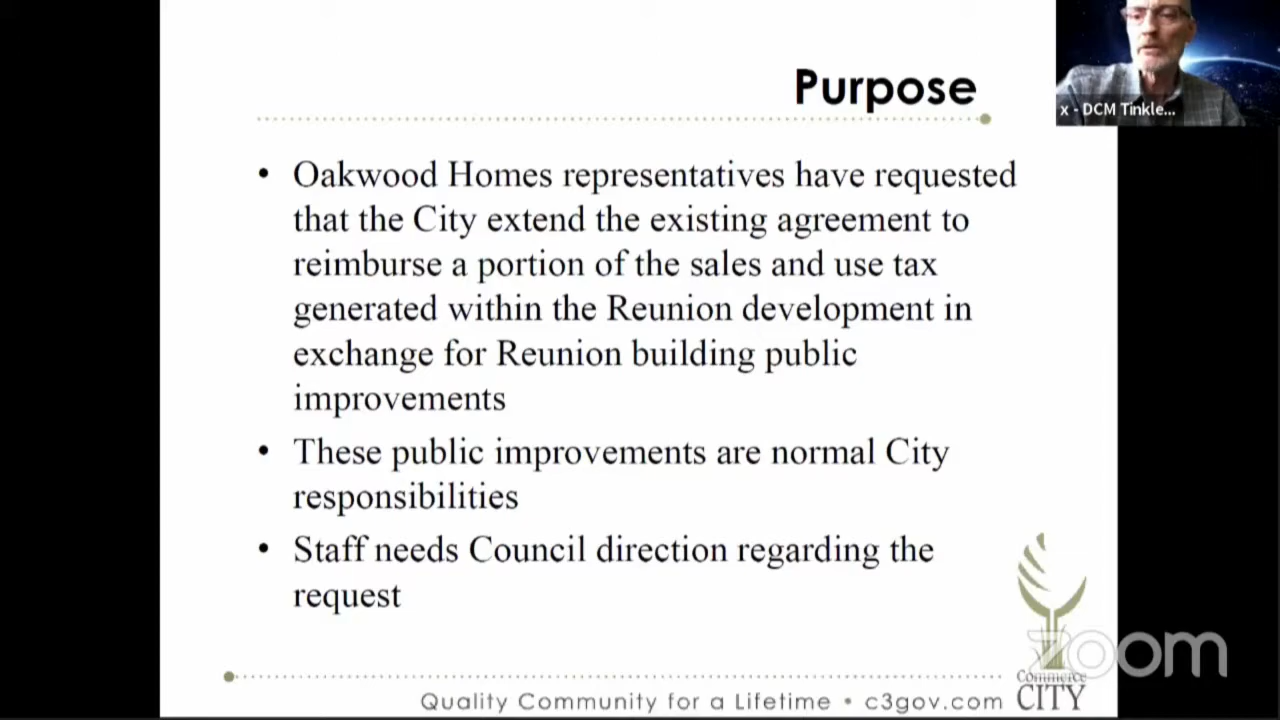 Purpose
x - DCM Tinkle...
• Oakwood Homes representatives have requested
that the City extend the existing agreement to
reimburse a portion of the sales and use tax
generated within the Reunion development in
exchange for Reunion building public
improvements
• These public improvements are normal City
responsibilities
• Staff needs Council direction regarding the
request
zoom
Commerce
CITY
Quality Community for a Lifetime • c3gov.com